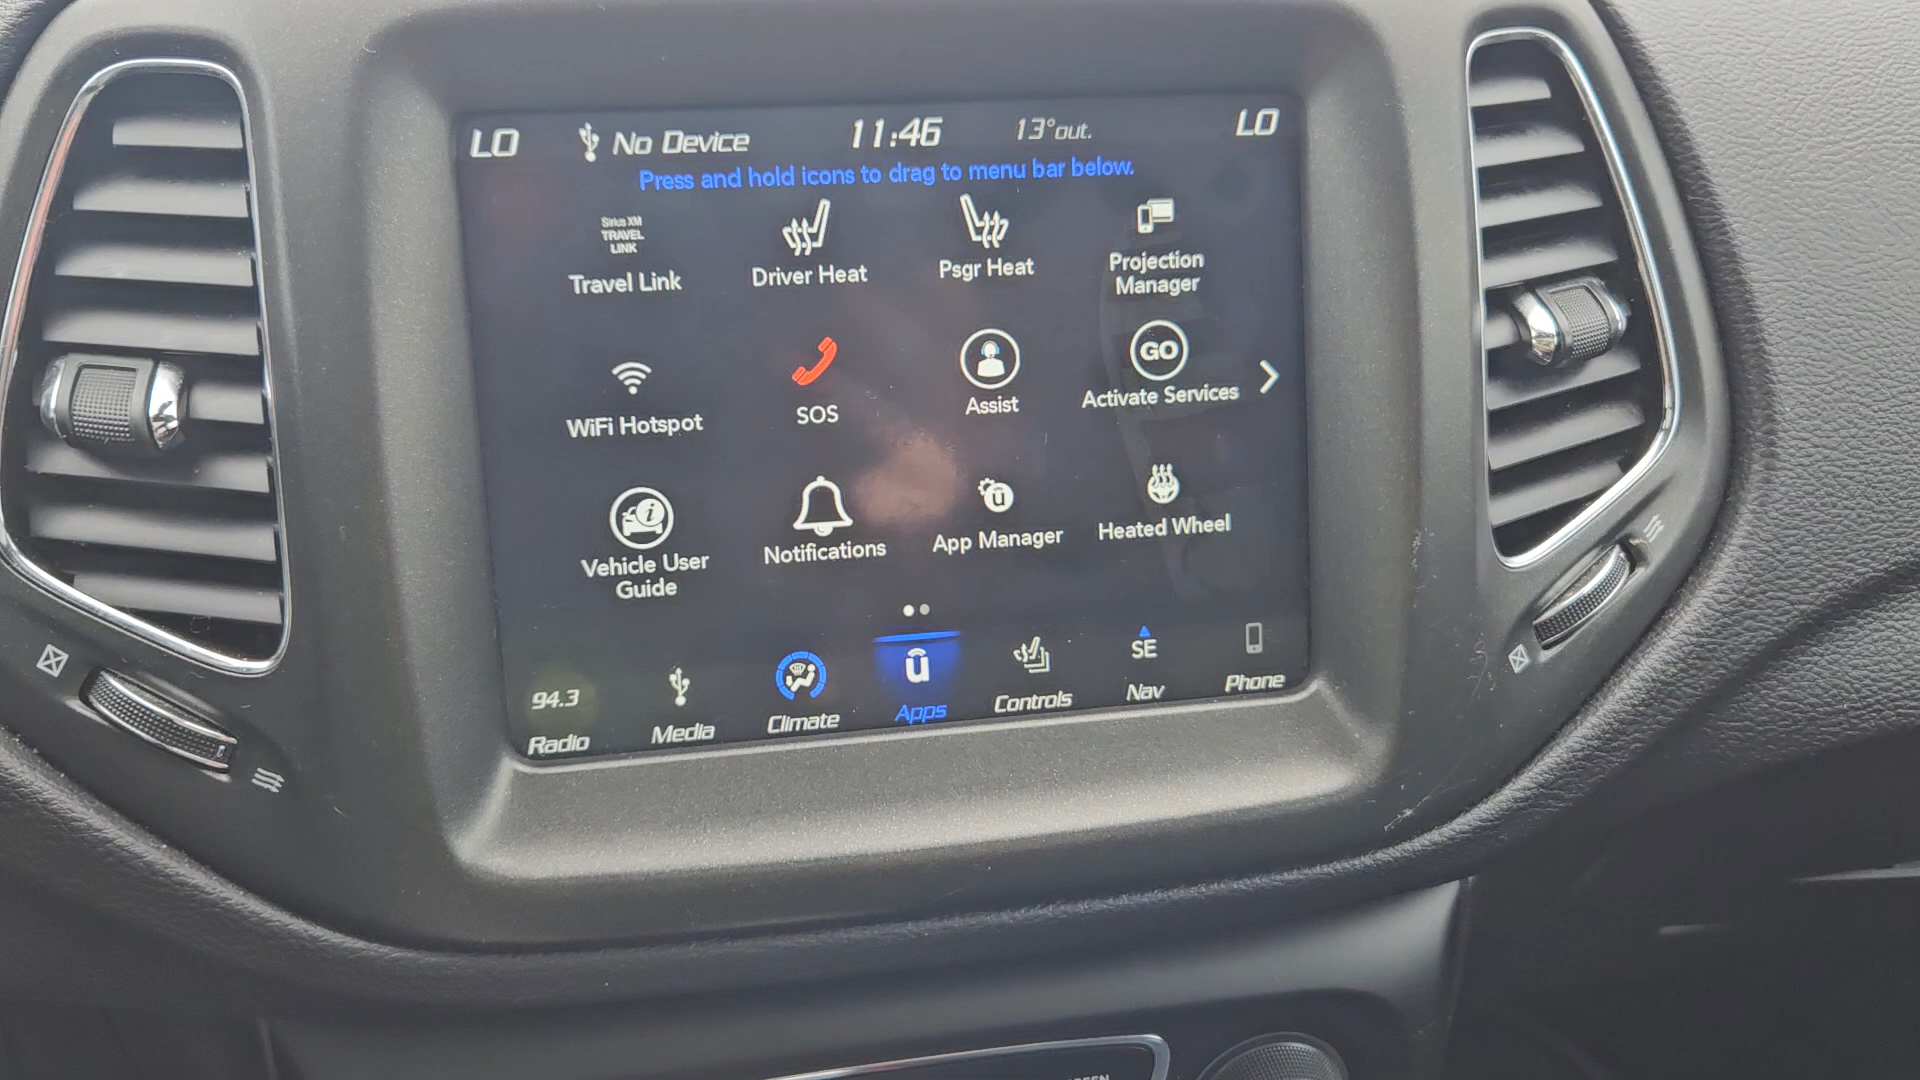 LO No Device 11:46 13°out. LO
Press and hold icons to drag to menu bar below.
Sirius XM
TRAVEL
LINK
Travel Link
Driver Heat
Psgr Heat
Projection
Manager
WiFi Hotspot
SOS
Assist
GO
Activate Services
Vehicle User
Guide
Notifications
App Manager
Heated Wheel
94.3
Radio
Media
Climate
Apps
Controls
SE
Nav
Phone